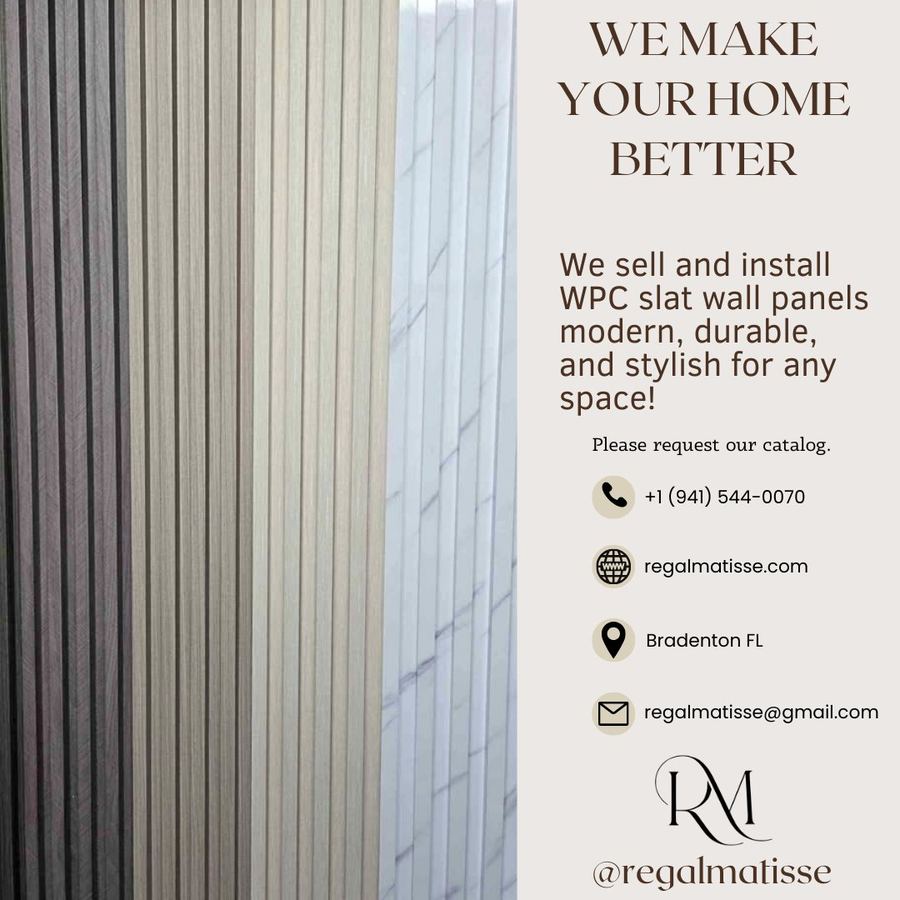 WE MAKE
YOUR HOME
BETTER
We sell and install
WPC slat wall panels
modern, durable,
and stylish for any
space!
Please request our catalog.
+1 (941) 544-0070
www
regalmatisse.com
Bradenton FL
regalmatisse@gmail.com
RM
@regalmatisse